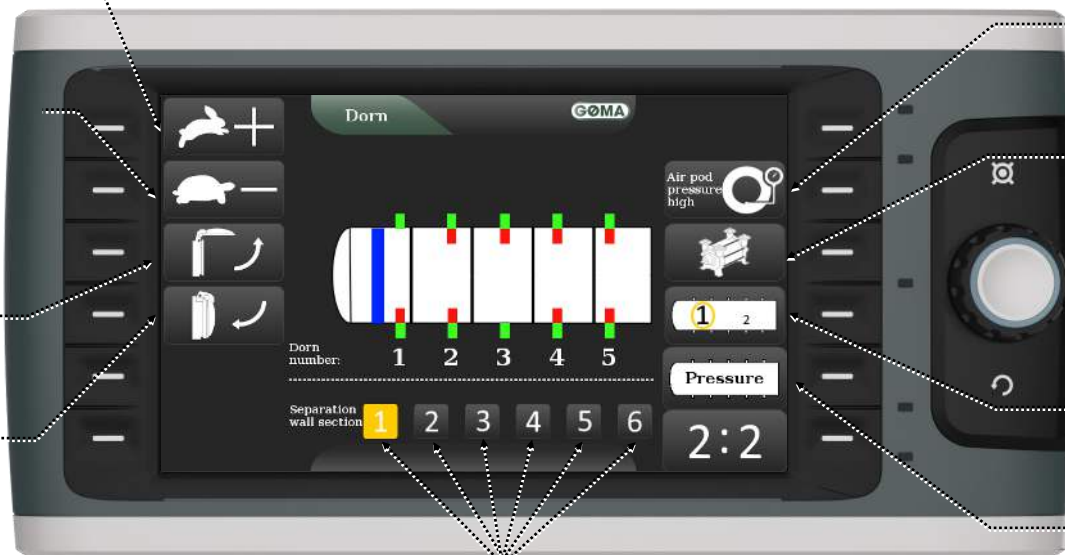 Dorn
GOMA
Air pod
pressure
high
1 2
Dorn
number:
1 2 3 4 5
Pressure
Separation
wall section
1 2 3 4 5 6
2:2